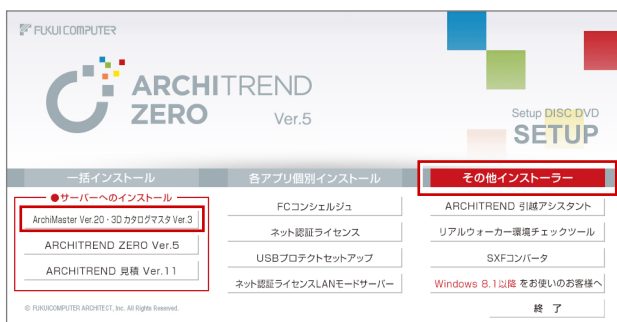 FUKUI COMPUTER
ARCHITREND
ZERO Ver.5
Setup DISC DVD
SETUP
一括インストール
各アプリ個別インストール
その他インストーラー
●サーバーへのインストール
ArchiMaster Ver.20・3Dカタログマスタ Ver.3
ARCHITREND ZERO Ver.5
ARCHITREND 見積 Ver.11
FCコンシェルジュ
ネット認証ライセンス
USBプロテクトセットアップ
ネット認証ライセンスLANモードサーバー
ARCHITREND 引越アシスタント
リアルウォーカー環境チェックツール
SXFコンバータ
Windows 8.1以降 をお使いのお客様へ
終 了
© FUKUICOMPUTER ARCHITECT, Inc. All Rights Reserved.